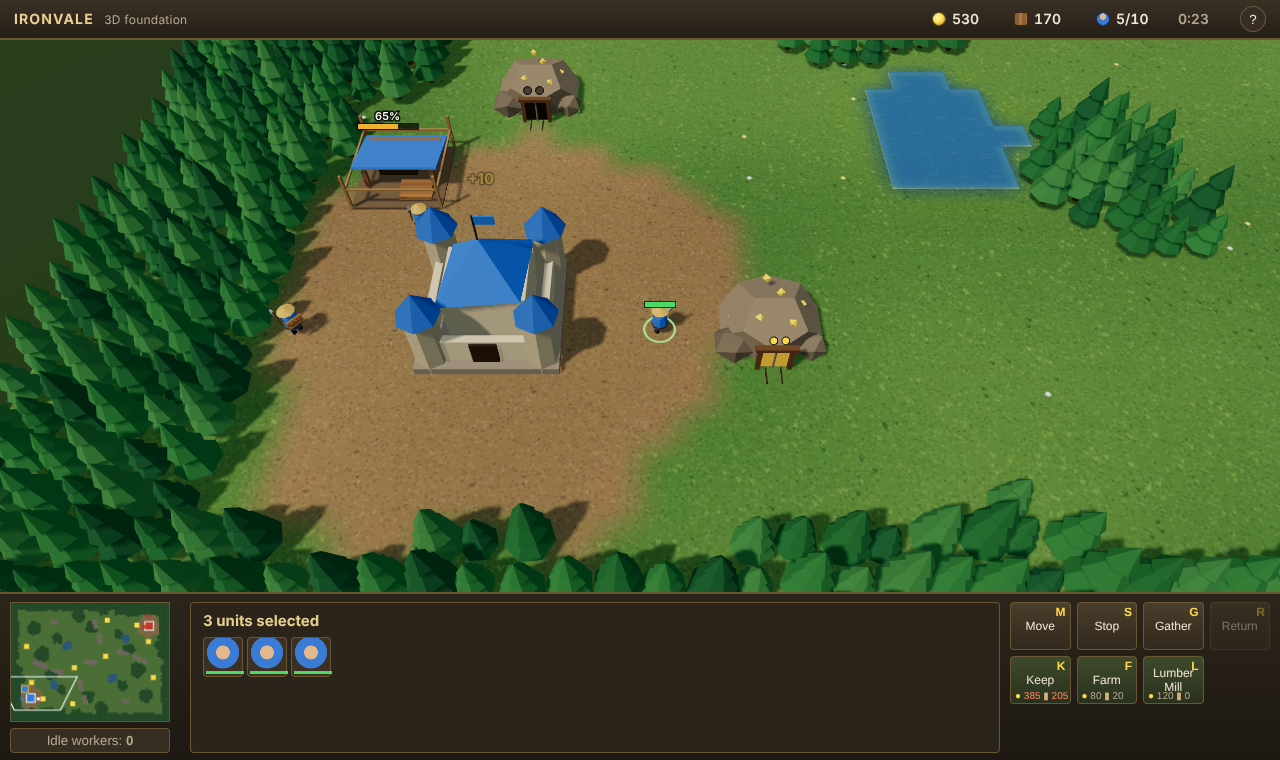 IRONVALE 3D foundation 530 170 5/10 0:23 ?
65%
+10
3 units selected
M
Move
S
Stop
G
Gather
R
Return
K
Keep
385 205
F
Farm
80 20
L
Lumber
Mill
120 0
Idle workers: 0